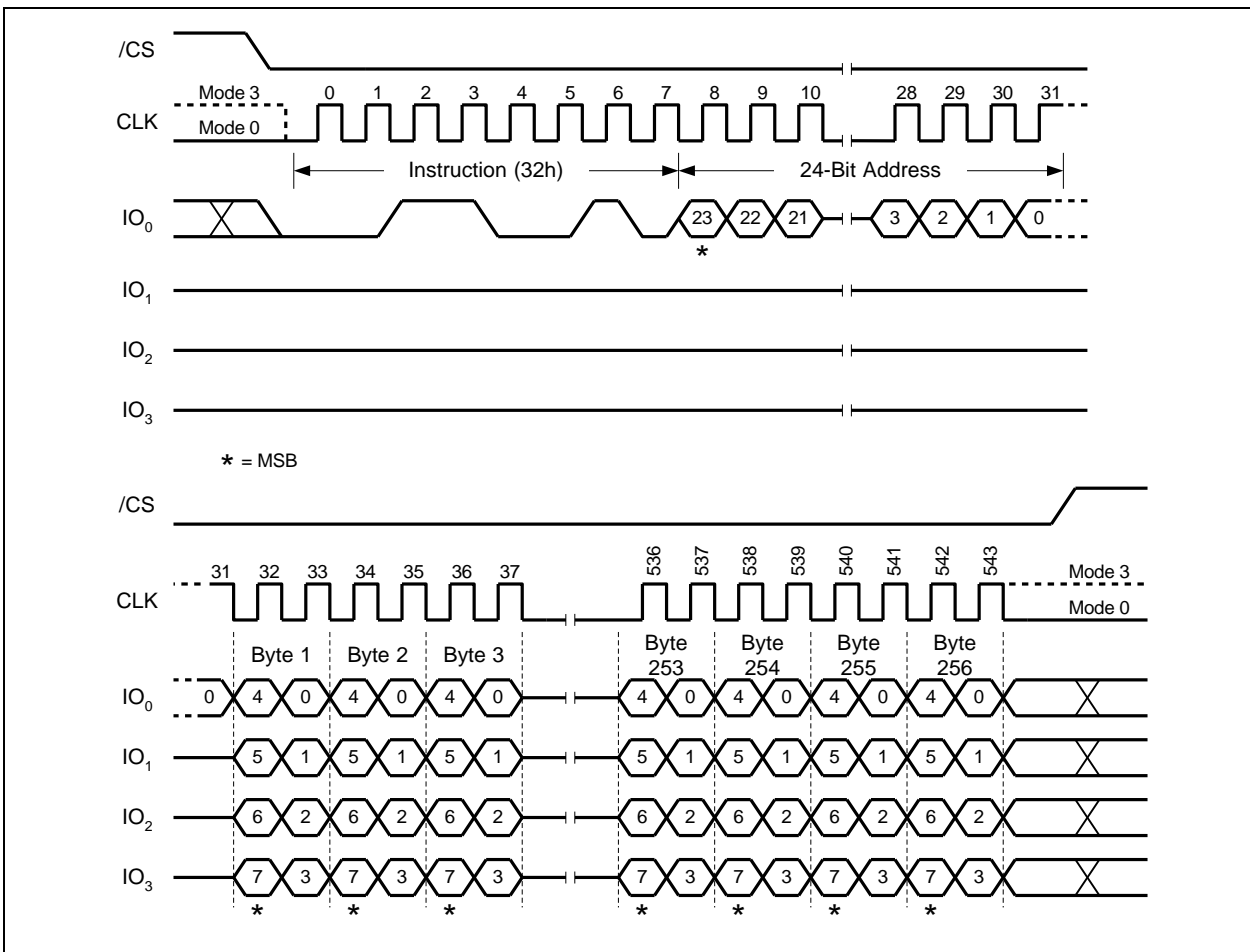 /CS
Mode 3 0 1 2 3 4 5 6 7 8 9 10 28 29 30 31
CLK
Mode 0
Instruction (32h) 24-Bit Address
IO0 23 22 21 3 2 1 0
*
IO1
IO2
IO3
* = MSB
/CS
31 32 33 34 35 36 37 536 537 538 539 540 541 542 543 Mode 3
CLK
Mode 0
Byte 1 Byte 2 Byte 3 Byte 253 Byte 254 Byte 255 Byte 256
IO0 0 4 0 4 0 4 0 4 0 4 0 4 0 4 0
IO1 5 1 5 1 5 1 5 1 5 1 5 1 5 1
IO2 6 2 6 2 6 2 6 2 6 2 6 2 6 2
IO3 7 3 7 3 7 3 7 3 7 3 7 3 7 3
* * * * * * *